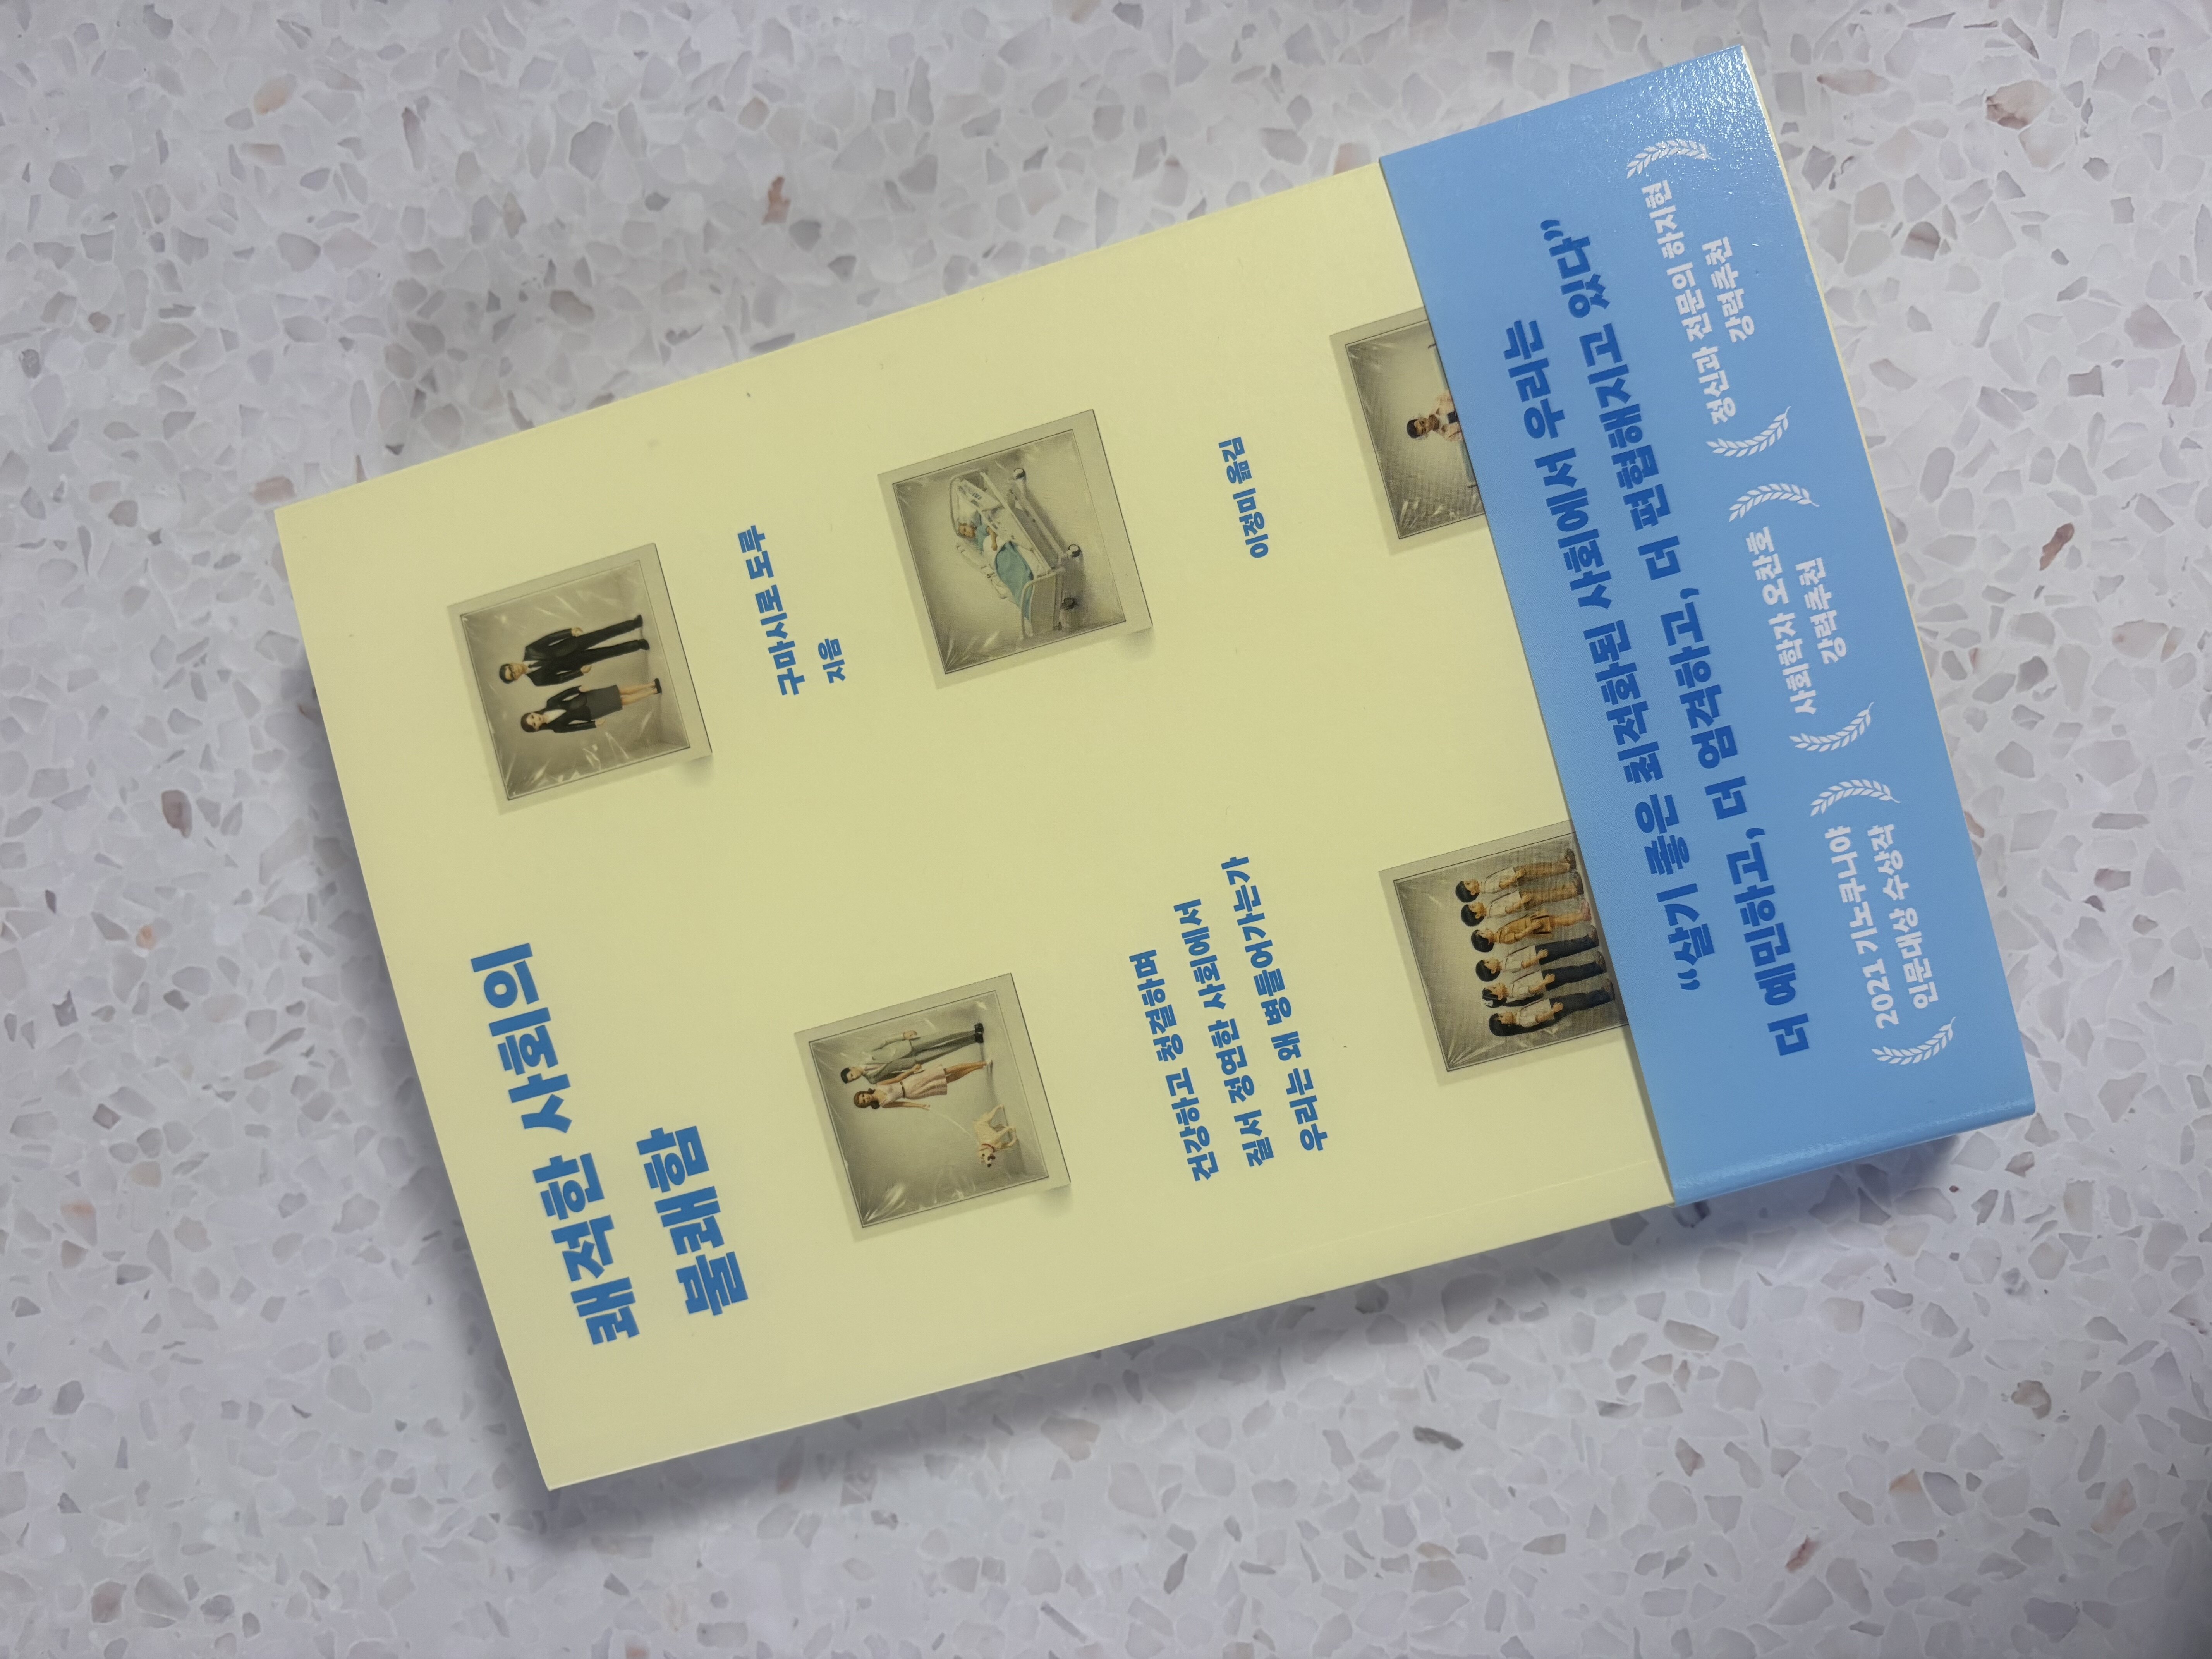 쾌적한 사회의
불쾌함
구마시로 도루
지음
건강하고 청결하며
질서 정연한 사회에서
우리는 왜 병들어가는가
이정미 옮김
“살기 좋은 최적화된 사회에서 우리는
더 예민하고, 더 엄격하고, 더 편협해지고 있다”
2021 기노쿠니야
인문대상 수상작
사회학자 오찬호
강력추천
정신과 전문의 하지현
강력추천